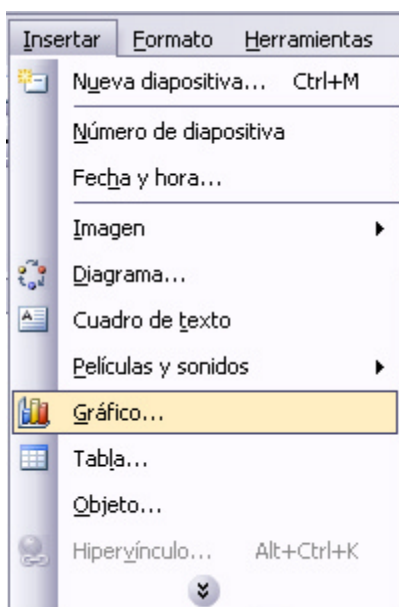 Insertar Formato Herramientas
Nueva diapositiva... Ctrl+M
Número de diapositiva
Fecha y hora...
Imagen
Diagrama...
Cuadro de texto
Películas y sonidos
Gráfico...
Tabla...
Objeto...
Hipervínculo... Alt+Ctrl+K